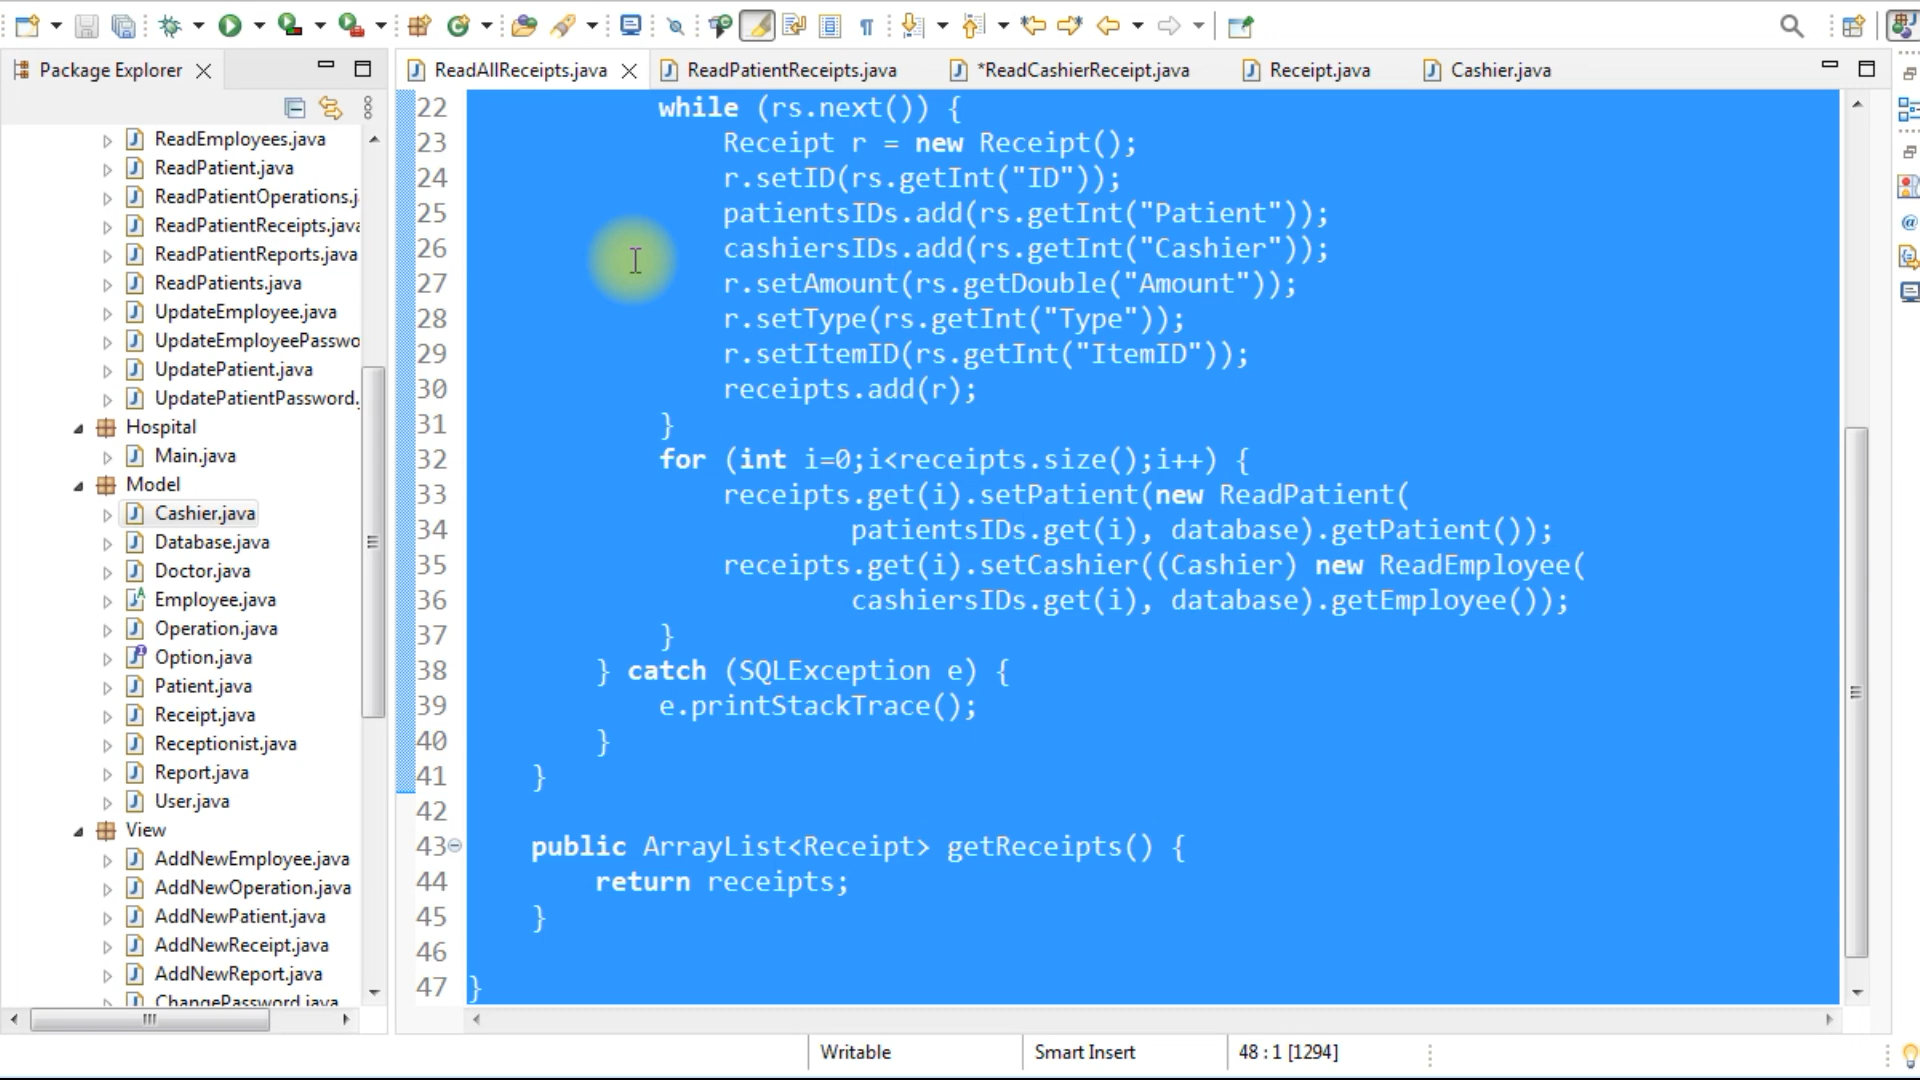 Package Explorer
ReadAllReceipts.java
ReadPatientReceipts.java
*ReadCashierReceipt.java
Receipt.java
Cashier.java
ReadEmployees.java
ReadPatient.java
ReadPatientOperations.j
ReadPatientReceipts.java
ReadPatientReports.java
ReadPatients.java
UpdateEmployee.java
UpdateEmployeePasswo
UpdatePatient.java
UpdatePatientPassword.
Hospital
Main.java
Model
Cashier.java
Database.java
Doctor.java
Employee.java
Operation.java
Option.java
Patient.java
Receipt.java
Receptionist.java
Report.java
User.java
View
AddNewEmployee.java
AddNewOperation.java
AddNewPatient.java
AddNewReceipt.java
AddNewReport.java
ChangePassword.java
22 while (rs.next()) {
23 Receipt r = new Receipt();
24 r.setID(rs.getInt("ID"));
25 patientsIDs.add(rs.getInt("Patient"));
26 cashiersIDs.add(rs.getInt("Cashier"));
27 r.setAmount(rs.getDouble("Amount"));
28 r.setType(rs.getInt("Type"));
29 r.setItemID(rs.getInt("ItemID"));
30 receipts.add(r);
31 }
32 for (int i=0;i<receipts.size();i++) {
33 receipts.get(i).setPatient(new ReadPatient(
34 patientsIDs.get(i), database).getPatient());
35 receipts.get(i).setCashier((Cashier) new ReadEmployee(
36 cashiersIDs.get(i), database).getEmployee());
37 }
38 } catch (SQLException e) {
39 e.printStackTrace();
40 }
41 }
42
43 public ArrayList<Receipt> getReceipts() {
44 return receipts;
45 }
46
47 }
Writable
Smart Insert
48 : 1 [1294]